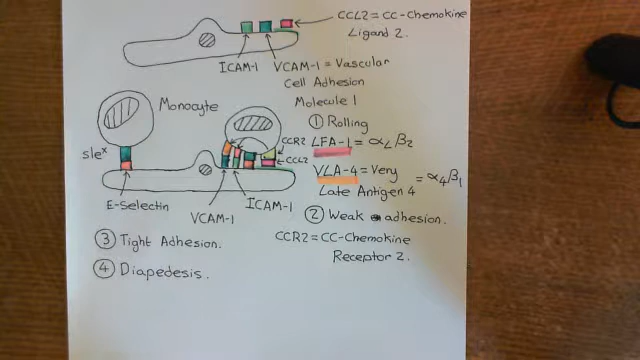 CCL2 = CC-Chemokine
Ligand 2.
ICAM-1
VCAM-1 = Vascular
Cell Adhesion
Molecule 1
Monocyte
① Rolling
CCR2
LFA-1 = αLβ2
sleˣ
CCL2
VLA-4 = Very
Late Antigen 4
= α4β1
E-Selectin
VCAM-1
ICAM-1
② Weak adhesion.
③ Tight Adhesion.
CCR2 = CC-Chemokine
Receptor 2.
④ Diapedesis.